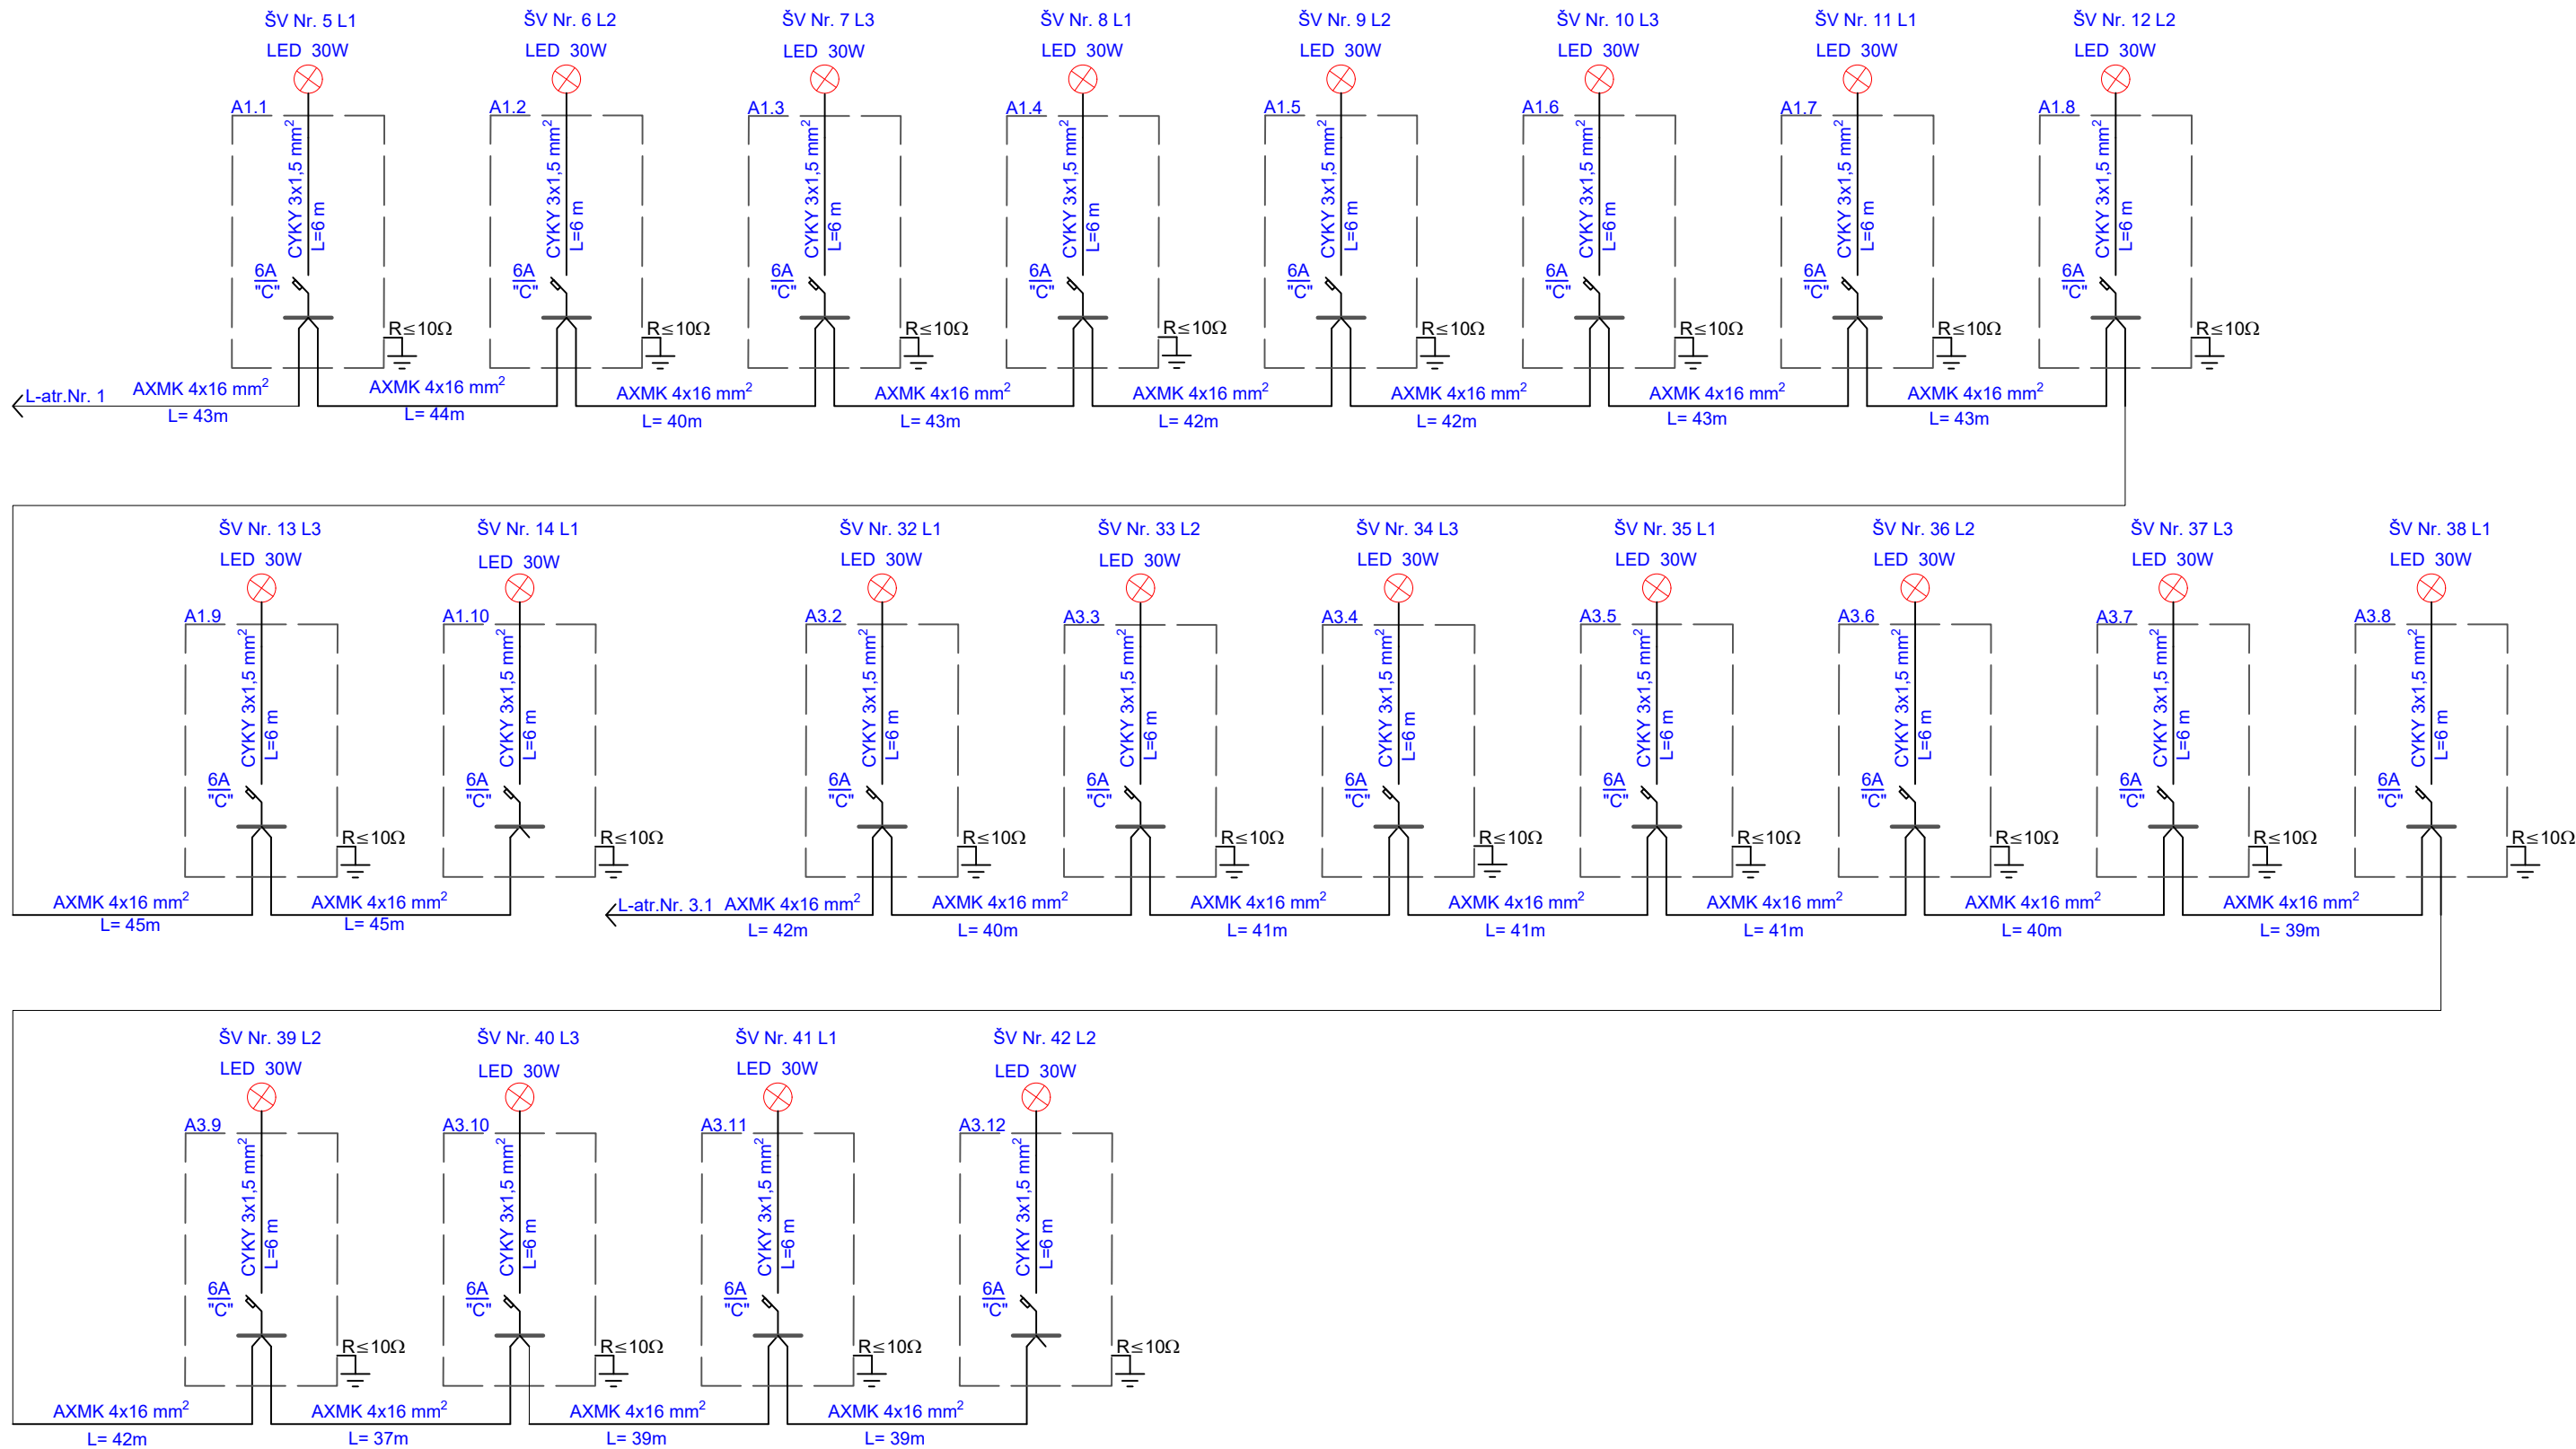 ŠV Nr. 5 L1 ŠV Nr. 6 L2 ŠV Nr. 7 L3 ŠV Nr. 8 L1 ŠV Nr. 9 L2 ŠV Nr. 10 L3 ŠV Nr. 11 L1 ŠV Nr. 12 L2
LED 30W LED 30W LED 30W LED 30W LED 30W LED 30W LED 30W LED 30W
A1.1 A1.2 A1.3 A1.4 A1.5 A1.6 A1.7 A1.8
CYKY 3x1,5 mm² CYKY 3x1,5 mm² CYKY 3x1,5 mm² CYKY 3x1,5 mm² CYKY 3x1,5 mm² CYKY 3x1,5 mm² CYKY 3x1,5 mm² CYKY 3x1,5 mm²
L=6 m L=6 m L=6 m L=6 m L=6 m L=6 m L=6 m L=6 m
6A 6A 6A 6A 6A 6A 6A 6A
"C" "C" "C" "C" "C" "C" "C" "C"
R≤10Ω R≤10Ω R≤10Ω R≤10Ω R≤10Ω R≤10Ω R≤10Ω R≤10Ω
L-atr.Nr. 1 AXMK 4x16 mm² AXMK 4x16 mm² AXMK 4x16 mm² AXMK 4x16 mm² AXMK 4x16 mm² AXMK 4x16 mm² AXMK 4x16 mm² AXMK 4x16 mm²
L= 43m L= 44m L= 40m L= 43m L= 42m L= 42m L= 43m L= 43m
ŠV Nr. 13 L3 ŠV Nr. 14 L1 ŠV Nr. 32 L1 ŠV Nr. 33 L2 ŠV Nr. 34 L3 ŠV Nr. 35 L1 ŠV Nr. 36 L2 ŠV Nr. 37 L3 ŠV Nr. 38 L1
LED 30W LED 30W LED 30W LED 30W LED 30W LED 30W LED 30W LED 30W LED 30W
A1.9 A1.10 A3.2 A3.3 A3.4 A3.5 A3.6 A3.7 A3.8
CYKY 3x1,5 mm² CYKY 3x1,5 mm² CYKY 3x1,5 mm² CYKY 3x1,5 mm² CYKY 3x1,5 mm² CYKY 3x1,5 mm² CYKY 3x1,5 mm² CYKY 3x1,5 mm² CYKY 3x1,5 mm²
L=6 m L=6 m L=6 m L=6 m L=6 m L=6 m L=6 m L=6 m L=6 m
6A 6A 6A 6A 6A 6A 6A 6A 6A
"C" "C" "C" "C" "C" "C" "C" "C" "C"
R≤10Ω R≤10Ω R≤10Ω R≤10Ω R≤10Ω R≤10Ω R≤10Ω R≤10Ω R≤10Ω
AXMK 4x16 mm² AXMK 4x16 mm² L-atr.Nr. 3.1 AXMK 4x16 mm² AXMK 4x16 mm² AXMK 4x16 mm² AXMK 4x16 mm² AXMK 4x16 mm² AXMK 4x16 mm² AXMK 4x16 mm²
L= 45m L= 45m L= 42m L= 40m L= 41m L= 41m L= 41m L= 40m L= 39m
ŠV Nr. 39 L2 ŠV Nr. 40 L3 ŠV Nr. 41 L1 ŠV Nr. 42 L2
LED 30W LED 30W LED 30W LED 30W
A3.9 A3.10 A3.11 A3.12
CYKY 3x1,5 mm² CYKY 3x1,5 mm² CYKY 3x1,5 mm² CYKY 3x1,5 mm²
L=6 m L=6 m L=6 m L=6 m
6A 6A 6A 6A
"C" "C" "C" "C"
R≤10Ω R≤10Ω R≤10Ω R≤10Ω
AXMK 4x16 mm² AXMK 4x16 mm² AXMK 4x16 mm² AXMK 4x16 mm²
L= 42m L= 37m L= 39m L= 39m